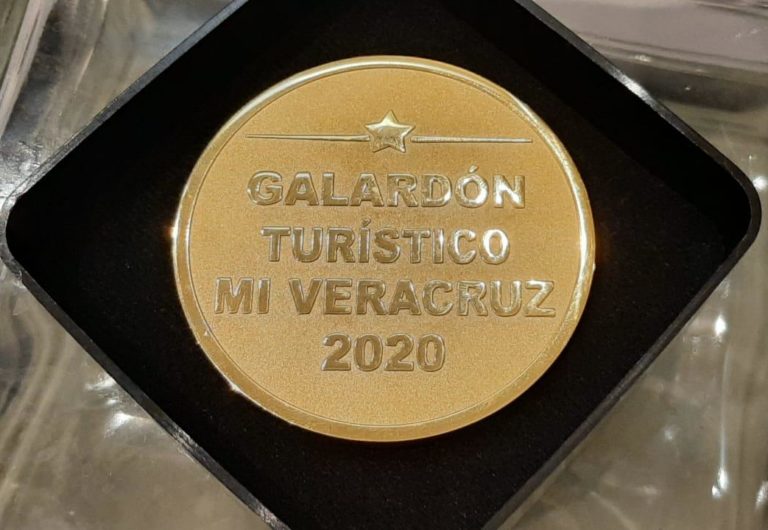 GALARDÓN
TURÍSTICO
MI VERACRUZ
2020